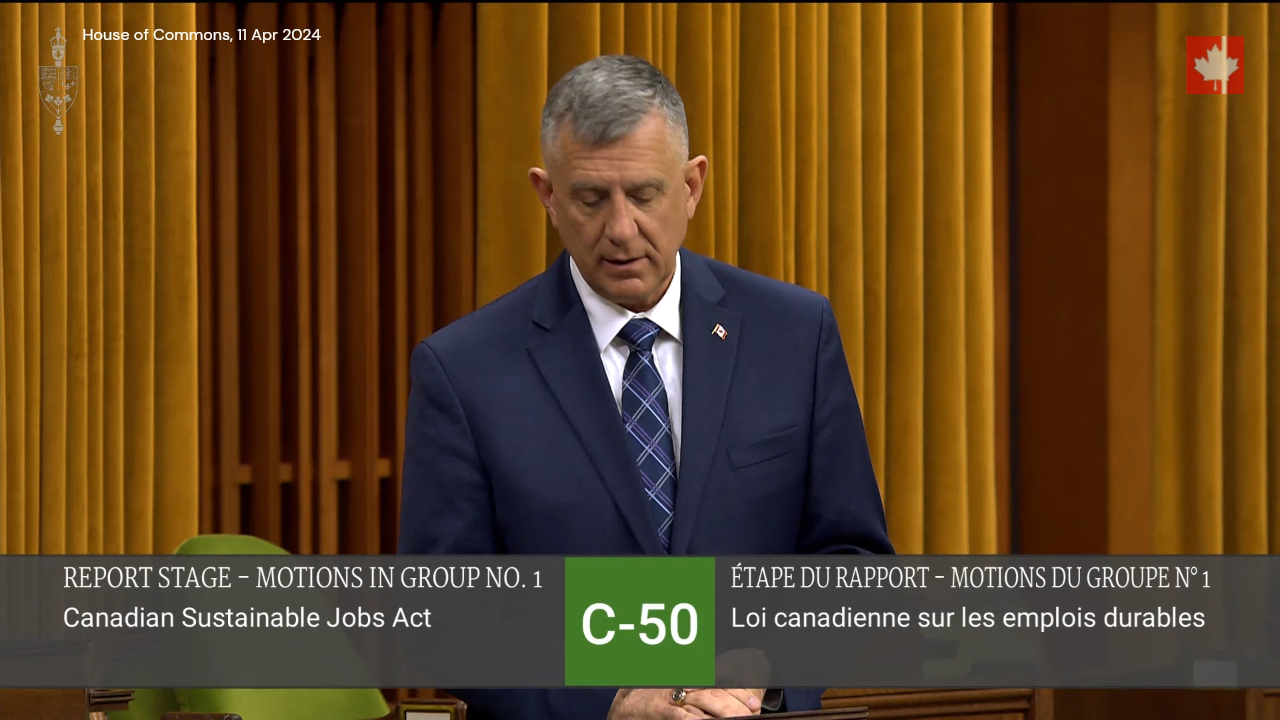 House of Commons, 11 Apr 2024
REPORT STAGE – MOTIONS IN GROUP NO. 1
Canadian Sustainable Jobs Act
C-50
ÉTAPE DU RAPPORT – MOTIONS DU GROUPE N° 1
Loi canadienne sur les emplois durables